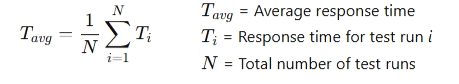 T_avg = 1/N ∑_{i=1}^{N} T_i
T_avg = Average response time
T_i = Response time for test run i
N = Total number of test runs